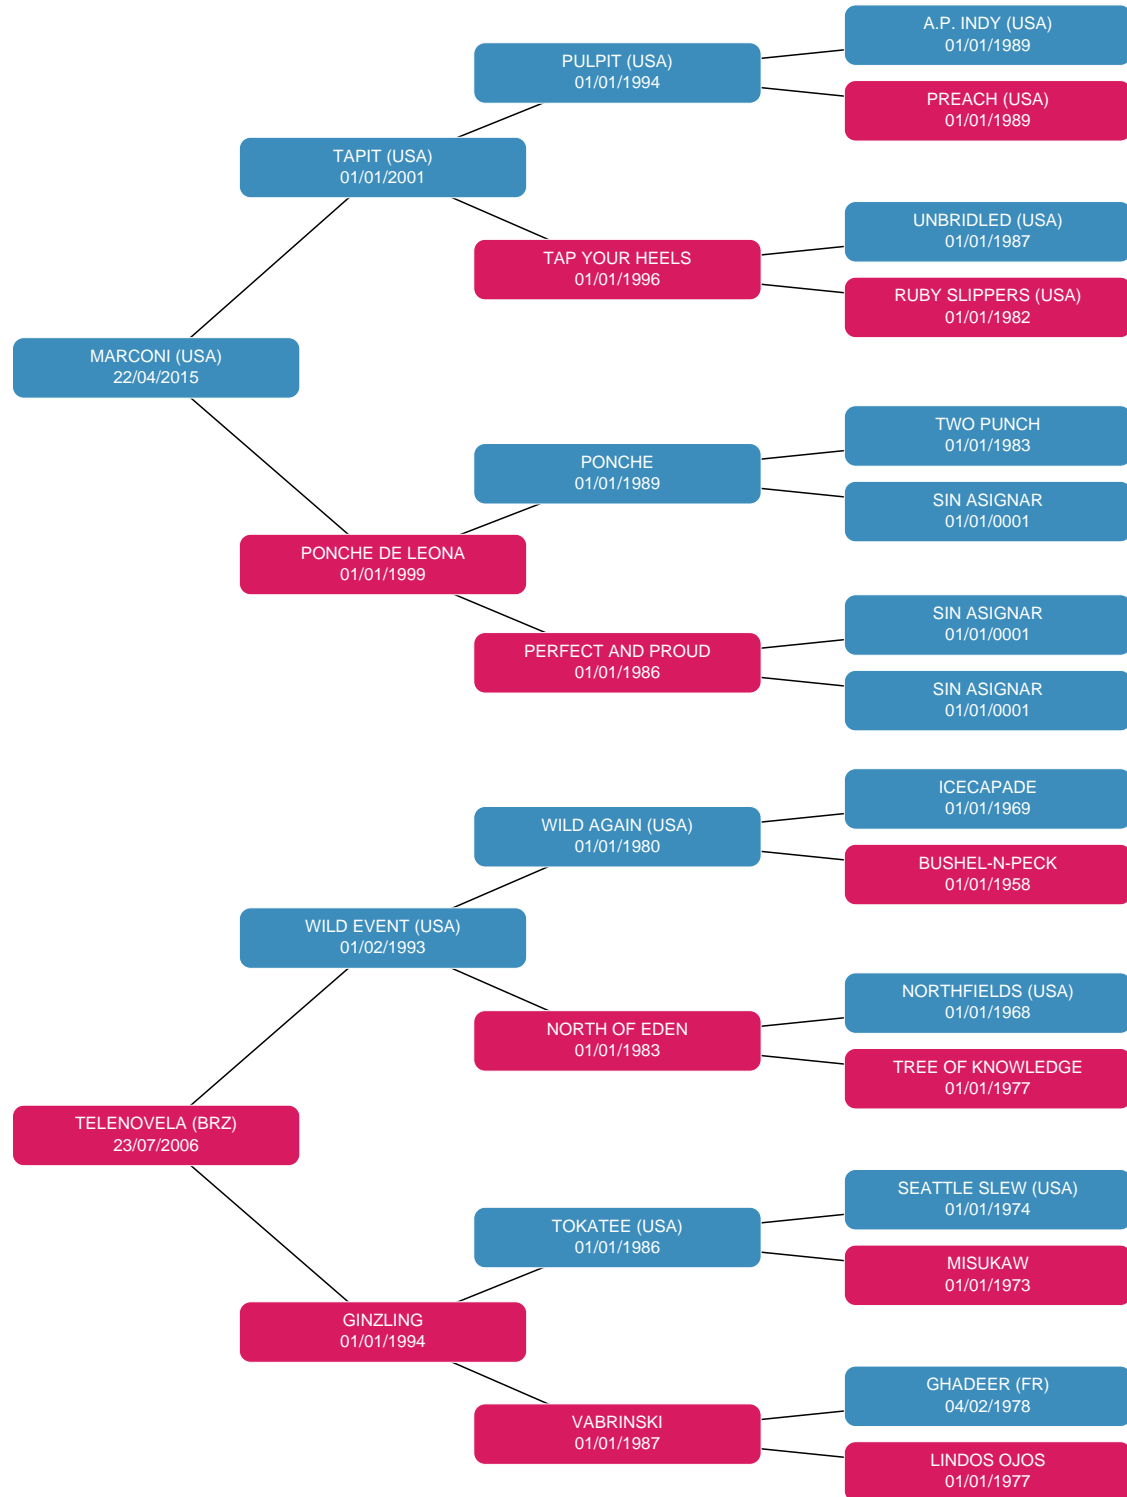 A.P. INDY (USA)
01/01/1989
PULPIT (USA)
01/01/1994
PREACH (USA)
01/01/1989
TAPIT (USA)
01/01/2001
UNBRIDLED (USA)
01/01/1987
TAP YOUR HEELS
01/01/1996
RUBY SLIPPERS (USA)
01/01/1982
MARCONI (USA)
22/04/2015
TWO PUNCH
01/01/1983
PONCHE
01/01/1989
SIN ASIGNAR
01/01/0001
PONCHE DE LEONA
01/01/1999
SIN ASIGNAR
01/01/0001
PERFECT AND PROUD
01/01/1986
SIN ASIGNAR
01/01/0001
ICECAPADE
01/01/1969
WILD AGAIN (USA)
01/01/1980
BUSHEL-N-PECK
01/01/1958
WILD EVENT (USA)
01/02/1993
NORTHFIELDS (USA)
01/01/1968
NORTH OF EDEN
01/01/1983
TREE OF KNOWLEDGE
01/01/1977
TELENOVELA (BRZ)
23/07/2006
SEATTLE SLEW (USA)
01/01/1974
TOKATEE (USA)
01/01/1986
MISUKAW
01/01/1973
GINZLING
01/01/1994
GHADEER (FR)
04/02/1978
VABRINSKI
01/01/1987
LINDOS OJOS
01/01/1977